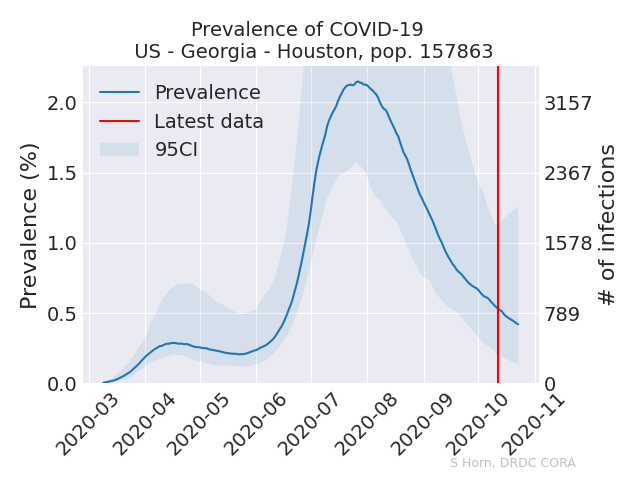 Prevalence of COVID-19
US - Georgia - Houston, pop. 157863
Prevalence
Latest data
95CI
Prevalence (%)
2.0
1.5
1.0
0.5
0.0
3157
2367
1578
789
0
# of infections
2020-03
2020-04
2020-05
2020-06
2020-07
2020-08
2020-09
2020-10
2020-11
S Horn, DRDC CORA